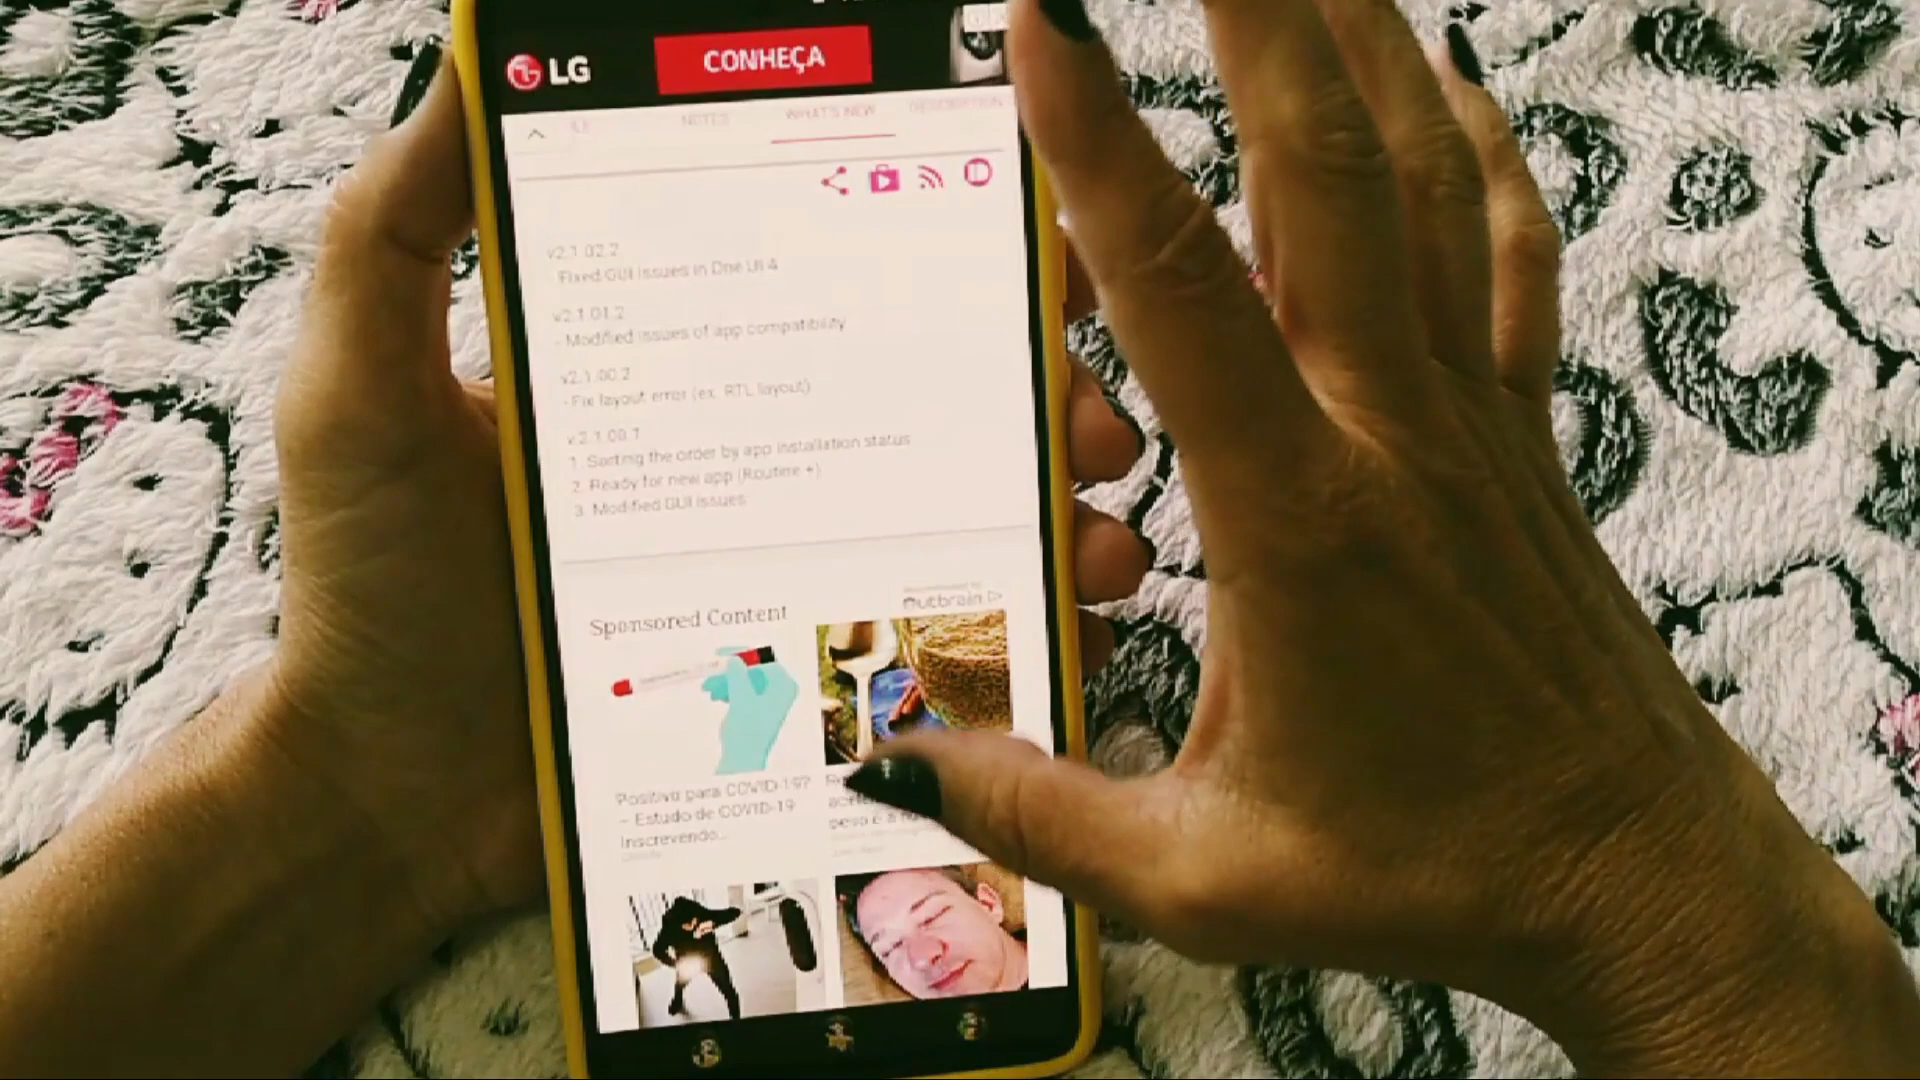 LG
CONHEÇA
NOTES
WHAT'S NEW
DESCRIPTION
v2.1.02.2
- Fixed GUI issues in One UI 4
v2.1.01.2
- Modified issues of app compatibility
v2.1.00.2
- Fix layout error (ex. RTL layout)
v.2.1.00.1
1. Sorting the order by app installation status
2. Ready for new app (Routine +)
3. Modified GUI issues
Sponsored Content
Outbrain
Positivo para COVID-19?
– Estudo de COVID-19
Inscrevendo...
peso é a